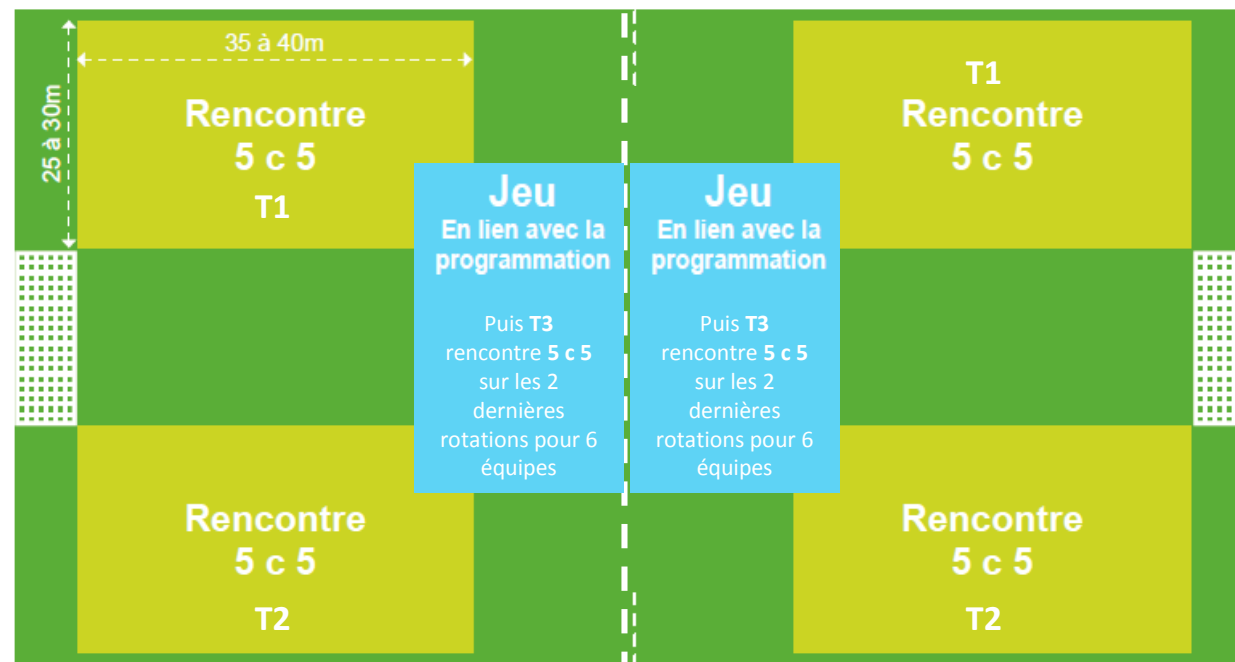 35 à 40m
25 à 30m
Rencontre
5 c 5
T1
T1
Rencontre
5 c 5
Jeu
En lien avec la
programmation
Puis T3
rencontre 5 c 5
sur les 2
dernières
rotations pour 6
équipes
Jeu
En lien avec la
programmation
Puis T3
rencontre 5 c 5
sur les 2
dernières
rotations pour 6
équipes
Rencontre
5 c 5
T2
Rencontre
5 c 5
T2